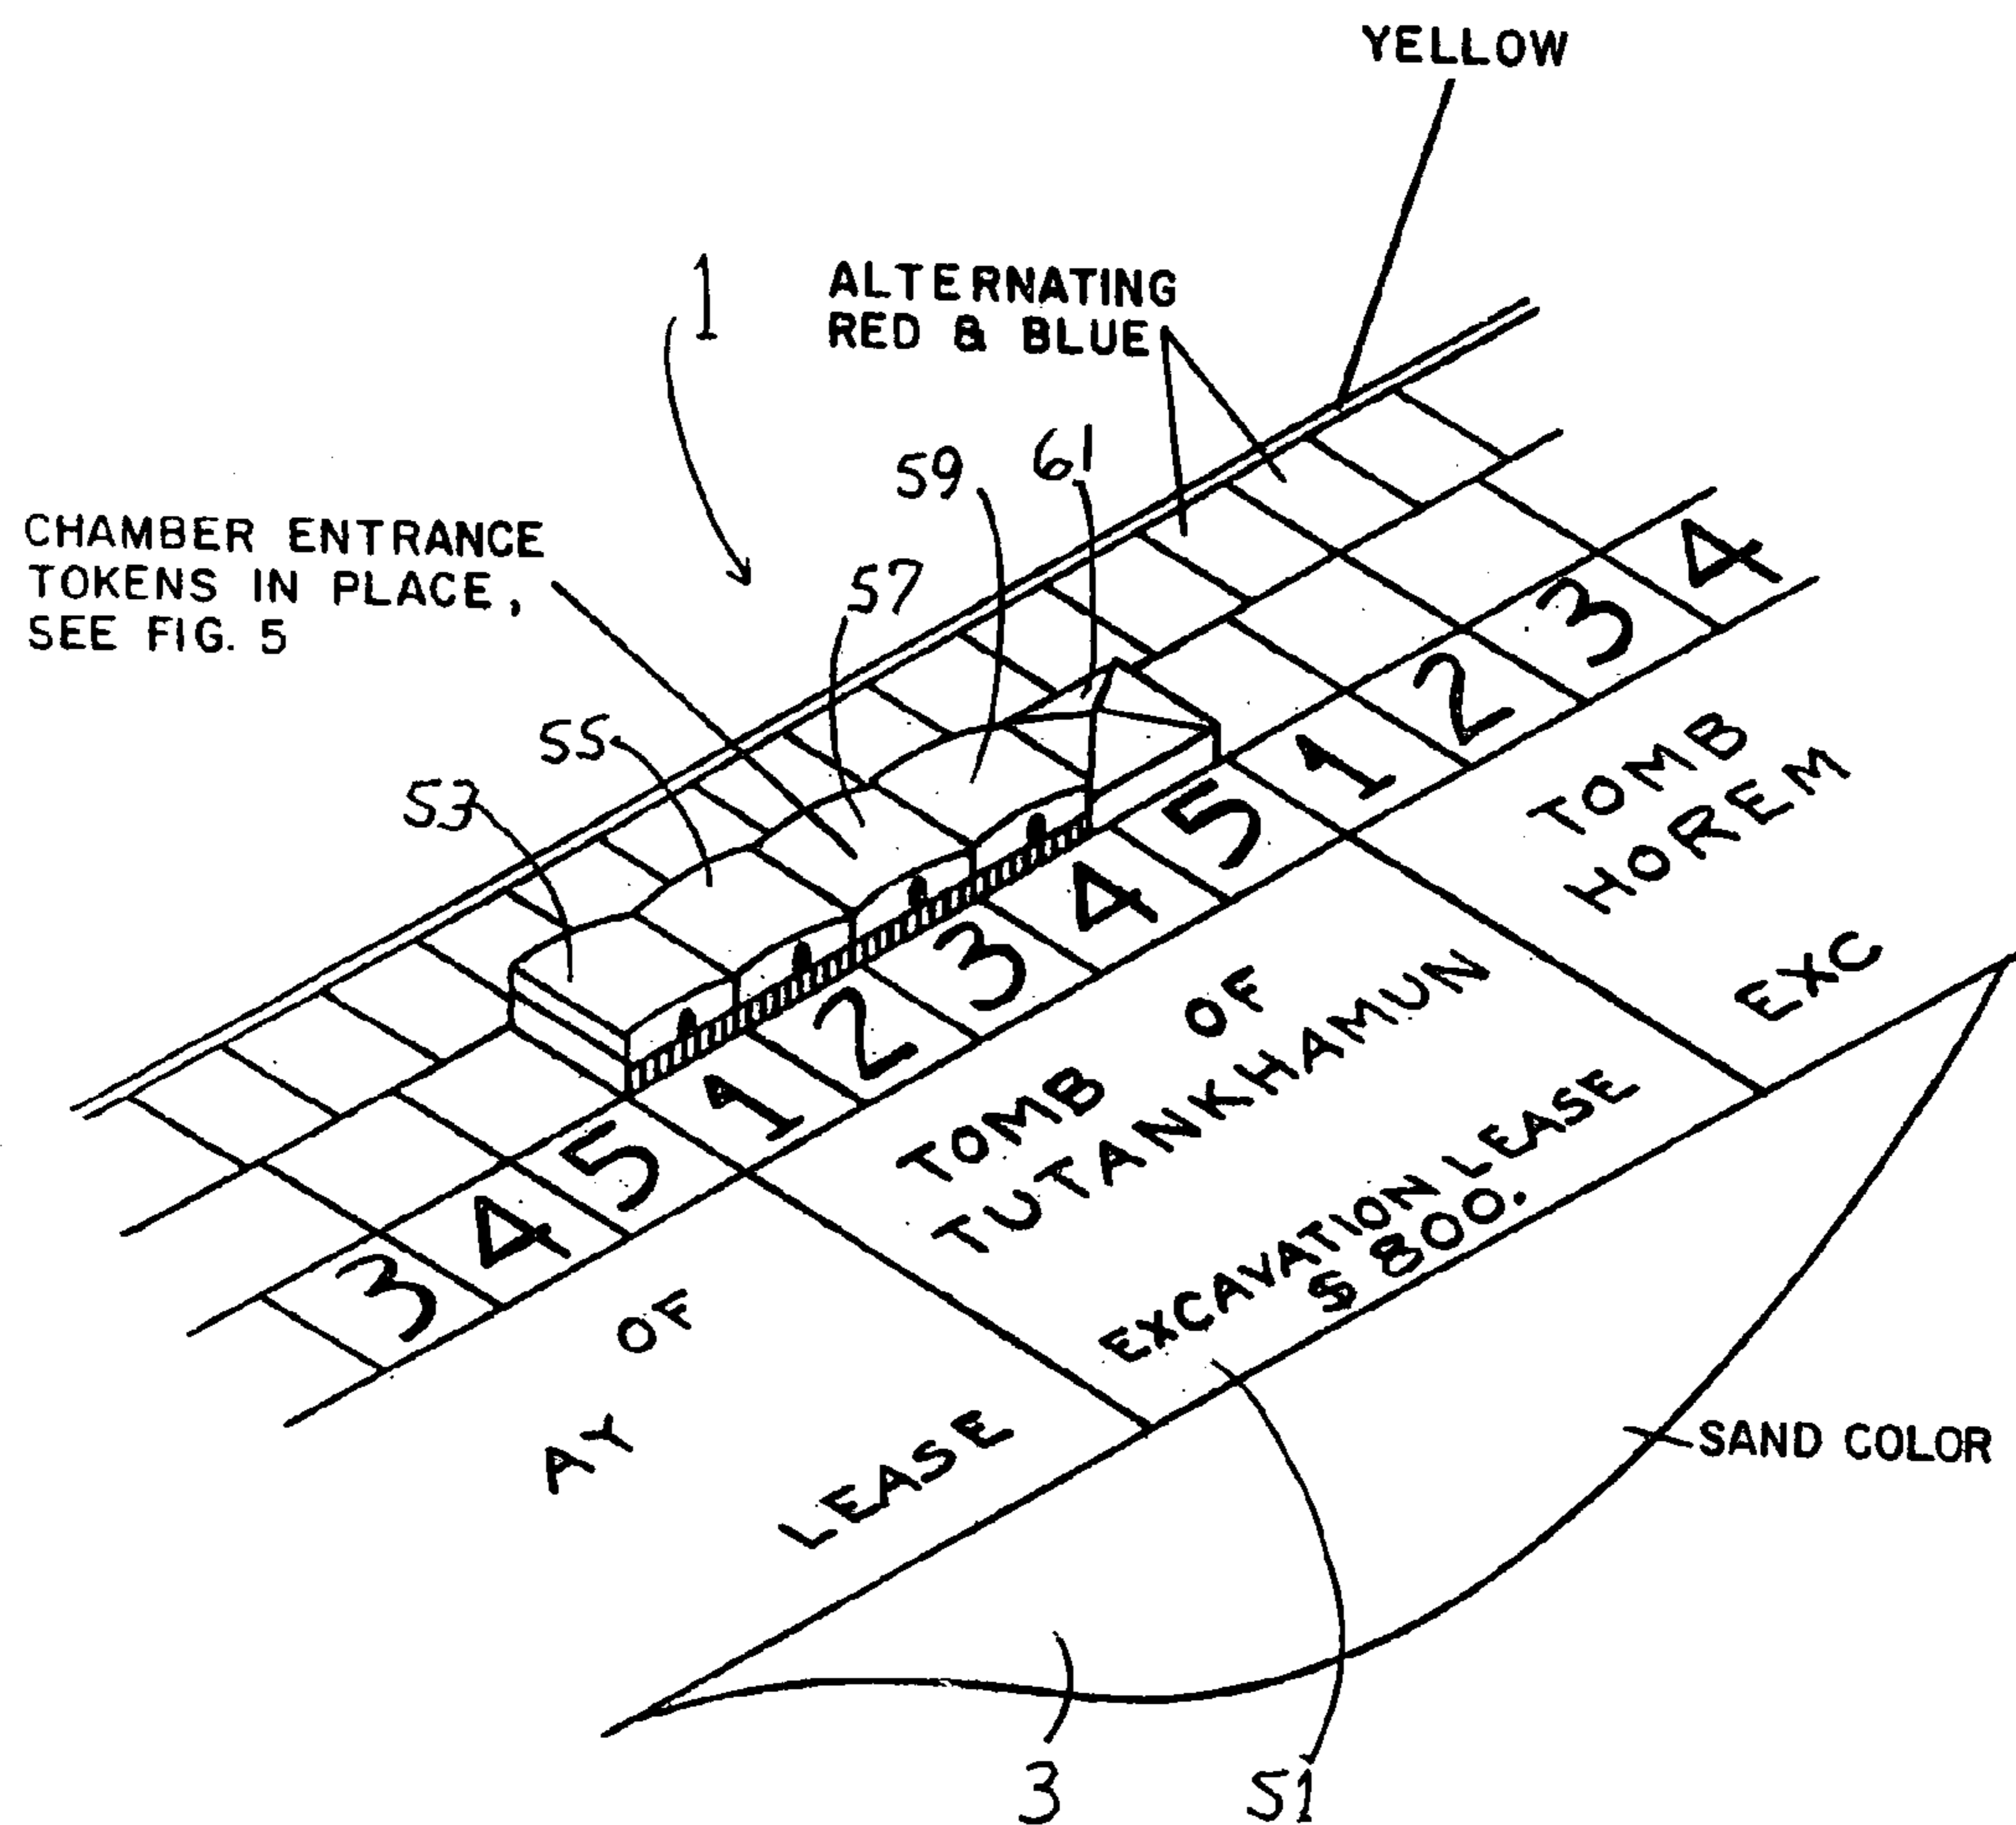 YELLOW
1
ALTERNATING
RED & BLUE
59
61
CHAMBER ENTRANCE
TOKENS IN PLACE,
SEE FIG. 5
57
55
53
3 4 5 1 2 3 4 5 1 2 3 4
TOMB
HOREM
EXC
TOMB OF
TUTANKHAMUN
EXCAVATION LEASE
$ 800.
AY OF
LEASE
SAND COLOR
3
51